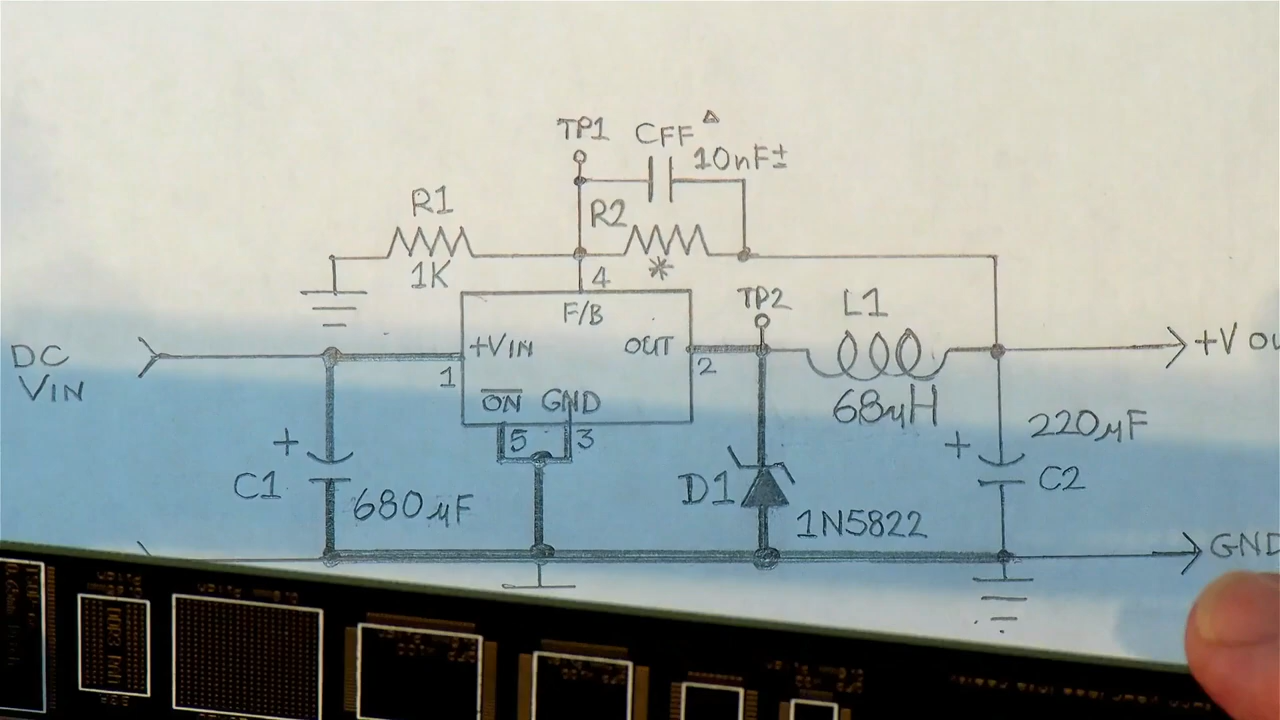 TP1
CFF Δ
10nF±
R1
1K
R2
*
4
F/B
TP2
L1
DC
VIN
+VIN
OUT
1
2
68µH
ON GND
5
3
+
C1
680µF
D1
1N5822
+
220µF
C2
+V OU
GND